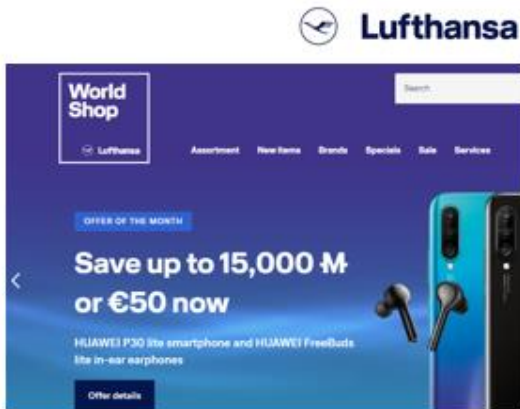 Lufthansa
World
Shop
Lufthansa
Search
Assortment New Items Brands Specials Sale Services
OFFER OF THE MONTH
Save up to 15,000 M
or €50 now
HUAWEI P30 lite smartphone and HUAWEI FreeBuds
lite in-ear earphones
Offer details